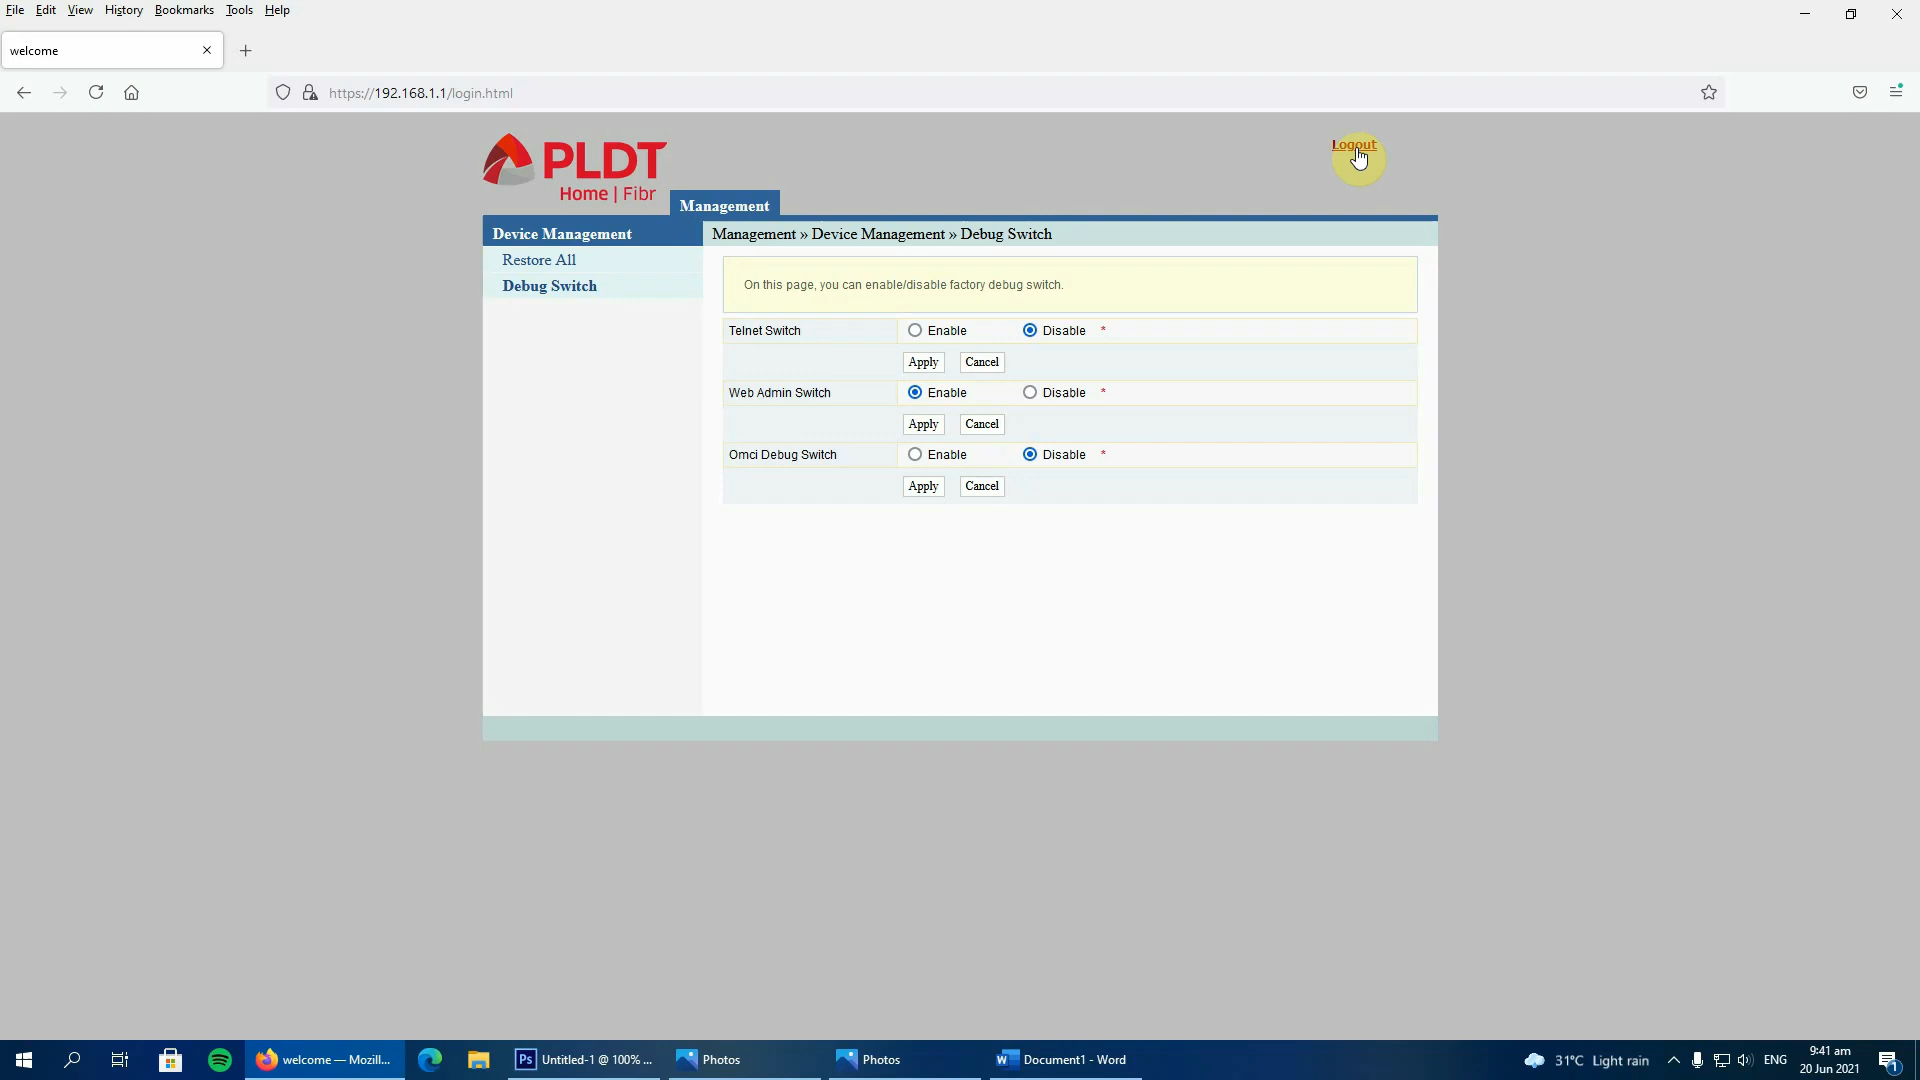 File Edit View History Bookmarks Tools Help
welcome
https://192.168.1.1/login.html
PLDT
Home | Fibr
Logout
Management
Device Management
Management » Device Management » Debug Switch
Restore All
Debug Switch
On this page, you can enable/disable factory debug switch.
Telnet Switch Enable Disable *
Apply Cancel
Web Admin Switch Enable Disable *
Apply Cancel
Omci Debug Switch Enable Disable *
Apply Cancel
welcome — Mozill...
Ps Untitled-1 @ 100% ...
Photos
Photos
W Document1 - Word
31°C Light rain
ENG
9:41 am
20 Jun 2021
1